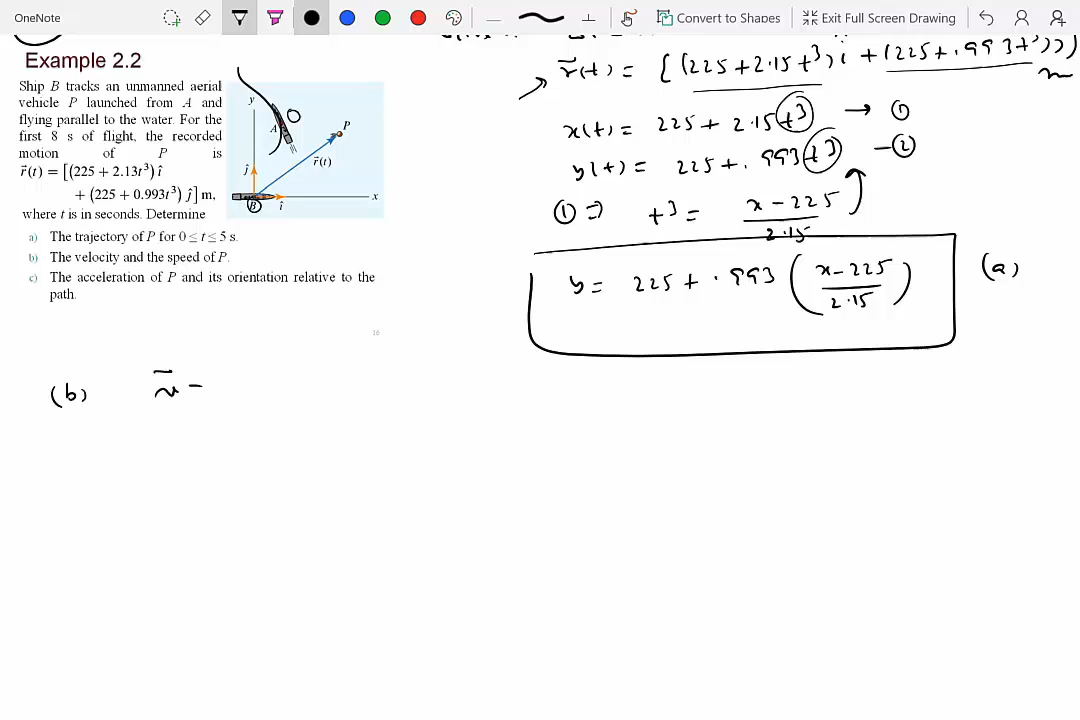 OneNote
Convert to Shapes
Exit Full Screen Drawing
Example 2.2
Ship B tracks an unmanned aerial
vehicle P launched from A and
flying parallel to the water. For the
first 8 s of flight, the recorded
motion of P is
r⃗(t) = [(225 + 2.13t³) î
+ (225 + 0.993t³) ĵ] m,
where t is in seconds. Determine
a) The trajectory of P for 0 ≤ t ≤ 5 s.
b) The velocity and the speed of P.
c) The acceleration of P and its orientation relative to the
path.
y
A
P
r⃗(t)
ĵ
B
î
x
16
r̄(t) = [(225+2.15t³)i + (225+.993t³)j]
m
x(t) = 225 + 2.15 t³ → ①
y(t) = 225 + .993 t³ - ②
① ⇒ t³ = x - 225 / 2.15
y = 225 + .993 ( x - 225 / 2.15 ) (a)
(b) v̄ =